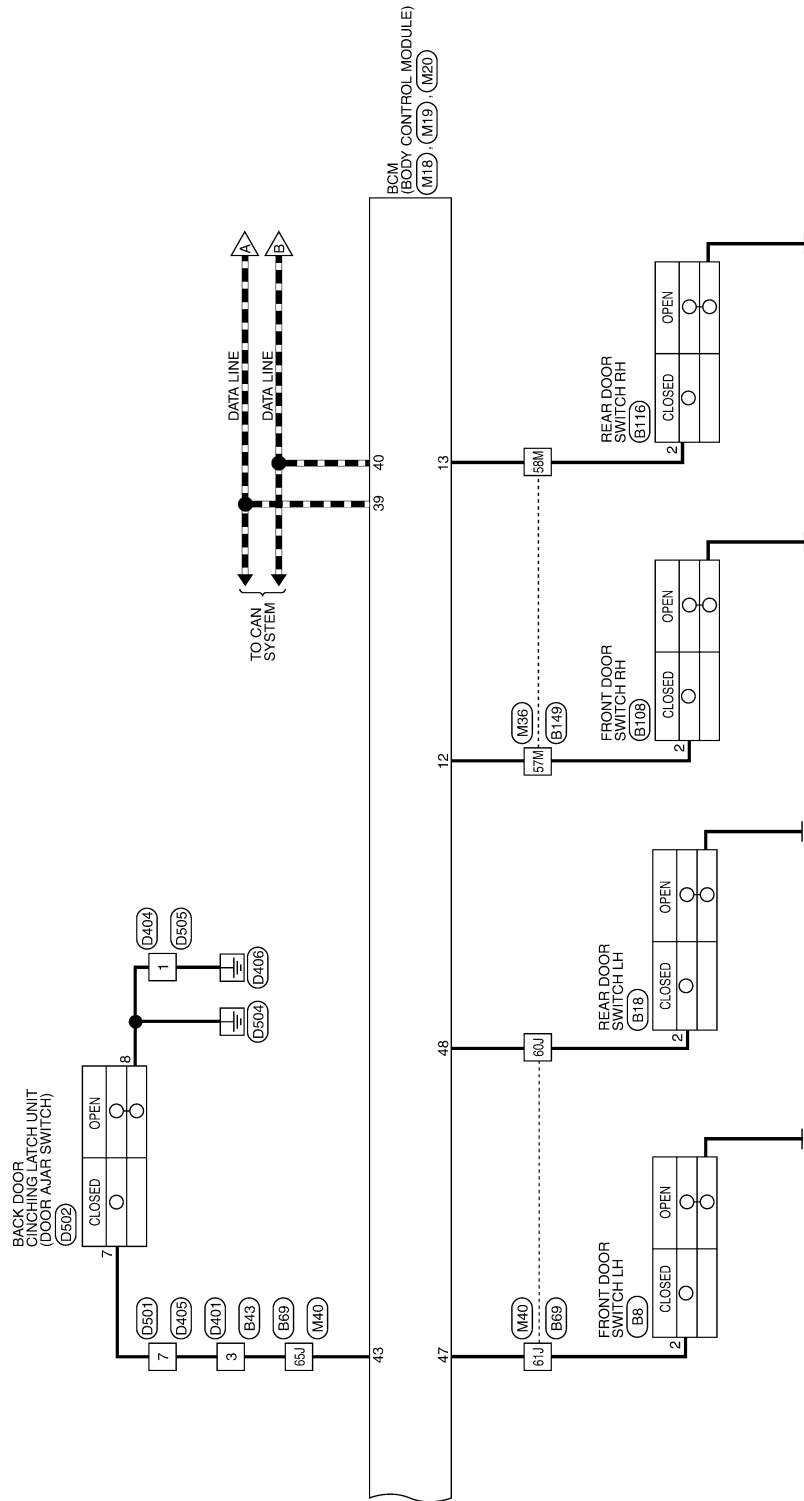 BACK DOOR
CINCHING LATCH UNIT
(DOOR AJAR SWITCH)
D502
CLOSED
OPEN
7
8
D501
7
D405
D401
3
B43
B69
65J
M40
43
D404
1
D505
D504
D406
TO CAN
SYSTEM
DATA LINE
A
DATA LINE
B
39
40
BCM
(BODY CONTROL MODULE)
M18 , M19 , M20
47
48
12
13
M40
61J
B69
60J
M36
57M
B149
58M
FRONT DOOR
SWITCH LH
B8
CLOSED
OPEN
2
REAR DOOR
SWITCH LH
B18
CLOSED
OPEN
2
FRONT DOOR
SWITCH RH
B108
CLOSED
OPEN
2
REAR DOOR
SWITCH RH
B116
CLOSED
OPEN
2